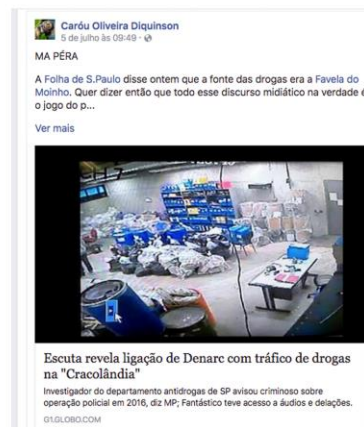 Caróu Oliveira Diquinson
5 de julho às 09:49 ·
MA PÉRA
A Folha de S.Paulo disse ontem que a fonte das drogas era a Favela do
Moinho. Quer dizer então que todo esse discurso midiático na verdade é
o jogo do p...
Ver mais
Escuta revela ligação de Denarc com tráfico de drogas
na "Cracolândia"
Investigador do departamento antidrogas de SP avisou criminoso sobre
operação policial em 2016, diz MP; Fantástico teve acesso a áudios e delações.
G1.GLOBO.COM